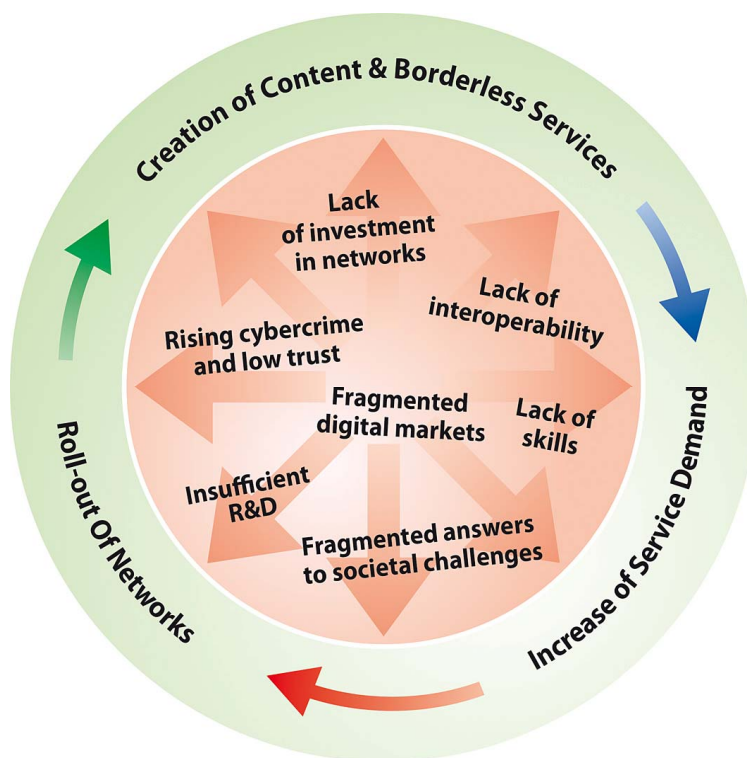 Creation of Content & Borderless Services
Lack
of investment
in networks
Lack of
interoperability
Rising cybercrime
and low trust
Fragmented
digital markets
Lack of
skills
Insufficient
R&D
Fragmented answers
to societal challenges
Increase of Service Demand
Roll-out Of Networks